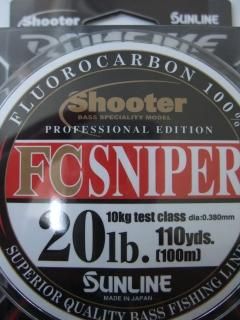 Shooter SUNLINE
FLUOROCARBON 100%
Shooter
BASS SPECIALITY MODEL
PROFESSIONAL EDITION
FC SNIPER
10kg test class dia:0.380mm
20lb. 110yds.
(100m)
SUPERIOR QUALITY BASS FISHING LINE
SUNLINE
MADE IN JAPAN